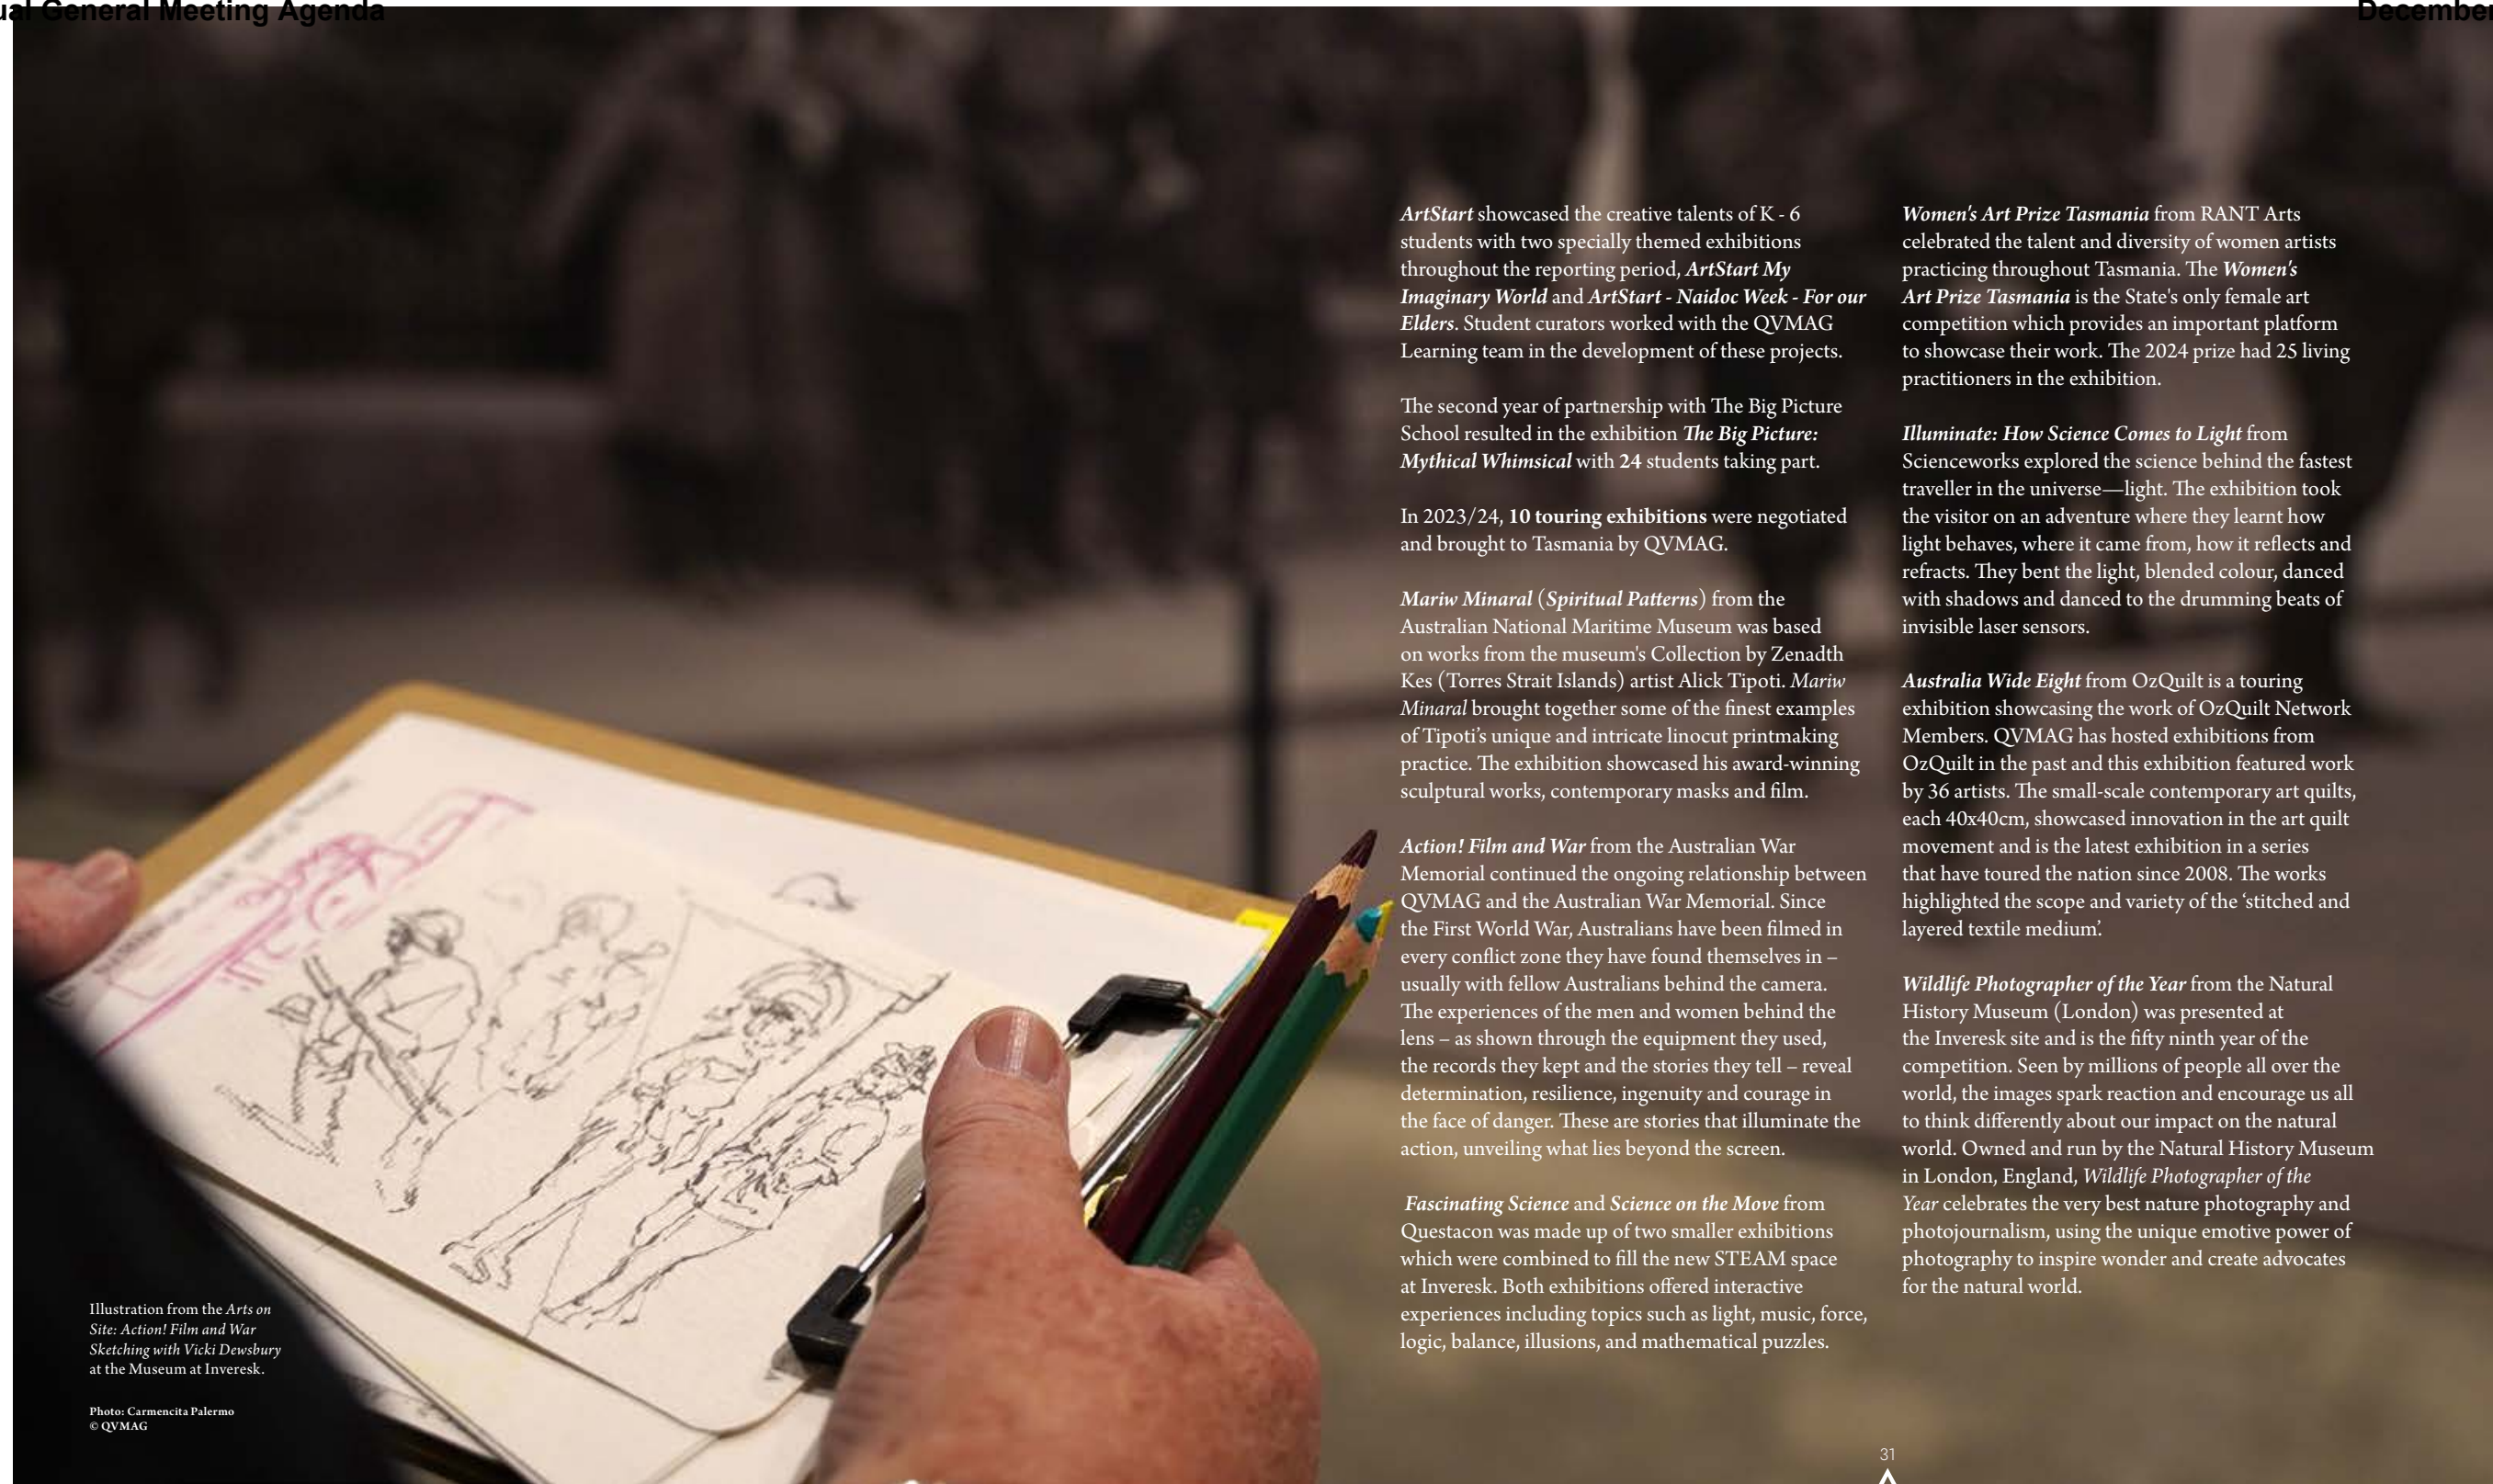 General Meeting Agenda
December
ArtStart showcased the creative talents of K - 6
students with two specially themed exhibitions
throughout the reporting period, ArtStart My
Imaginary World and ArtStart - Naidoc Week - For our
Elders. Student curators worked with the QVMAG
Learning team in the development of these projects.
The second year of partnership with The Big Picture
School resulted in the exhibition The Big Picture:
Mythical Whimsical with 24 students taking part.
In 2023/24, 10 touring exhibitions were negotiated
and brought to Tasmania by QVMAG.
Mariw Minaral (Spiritual Patterns) from the
Australian National Maritime Museum was based
on works from the museum's Collection by Zenadth
Kes (Torres Strait Islands) artist Alick Tipoti. Mariw
Minaral brought together some of the finest examples
of Tipoti's unique and intricate linocut printmaking
practice. The exhibition showcased his award-winning
sculptural works, contemporary masks and film.
Action! Film and War from the Australian War
Memorial continued the ongoing relationship between
QVMAG and the Australian War Memorial. Since
the First World War, Australians have been filmed in
every conflict zone they have found themselves in –
usually with fellow Australians behind the camera.
The experiences of the men and women behind the
lens – as shown through the equipment they used,
the records they kept and the stories they tell – reveal
determination, resilience, ingenuity and courage in
the face of danger. These are stories that illuminate the
action, unveiling what lies beyond the screen.
Fascinating Science and Science on the Move from
Questacon was made up of two smaller exhibitions
which were combined to fill the new STEAM space
at Inveresk. Both exhibitions offered interactive
experiences including topics such as light, music, force,
logic, balance, illusions, and mathematical puzzles.
Women's Art Prize Tasmania from RANT Arts
celebrated the talent and diversity of women artists
practicing throughout Tasmania. The Women's
Art Prize Tasmania is the State's only female art
competition which provides an important platform
to showcase their work. The 2024 prize had 25 living
practitioners in the exhibition.
Illuminate: How Science Comes to Light from
Scienceworks explored the science behind the fastest
traveller in the universe—light. The exhibition took
the visitor on an adventure where they learnt how
light behaves, where it came from, how it reflects and
refracts. They bent the light, blended colour, danced
with shadows and danced to the drumming beats of
invisible laser sensors.
Australia Wide Eight from OzQuilt is a touring
exhibition showcasing the work of OzQuilt Network
Members. QVMAG has hosted exhibitions from
OzQuilt in the past and this exhibition featured work
by 36 artists. The small-scale contemporary art quilts,
each 40x40cm, showcased innovation in the art quilt
movement and is the latest exhibition in a series
that have toured the nation since 2008. The works
highlighted the scope and variety of the ‘stitched and
layered textile medium’.
Wildlife Photographer of the Year from the Natural
History Museum (London) was presented at
the Inveresk site and is the fifty ninth year of the
competition. Seen by millions of people all over the
world, the images spark reaction and encourage us all
to think differently about our impact on the natural
world. Owned and run by the Natural History Museum
in London, England, Wildlife Photographer of the
Year celebrates the very best nature photography and
photojournalism, using the unique emotive power of
photography to inspire wonder and create advocates
for the natural world.
Illustration from the Arts on
Site: Action! Film and War
Sketching with Vicki Dewsbury
at the Museum at Inveresk.
Photo: Carmencita Palermo
© QVMAG
31